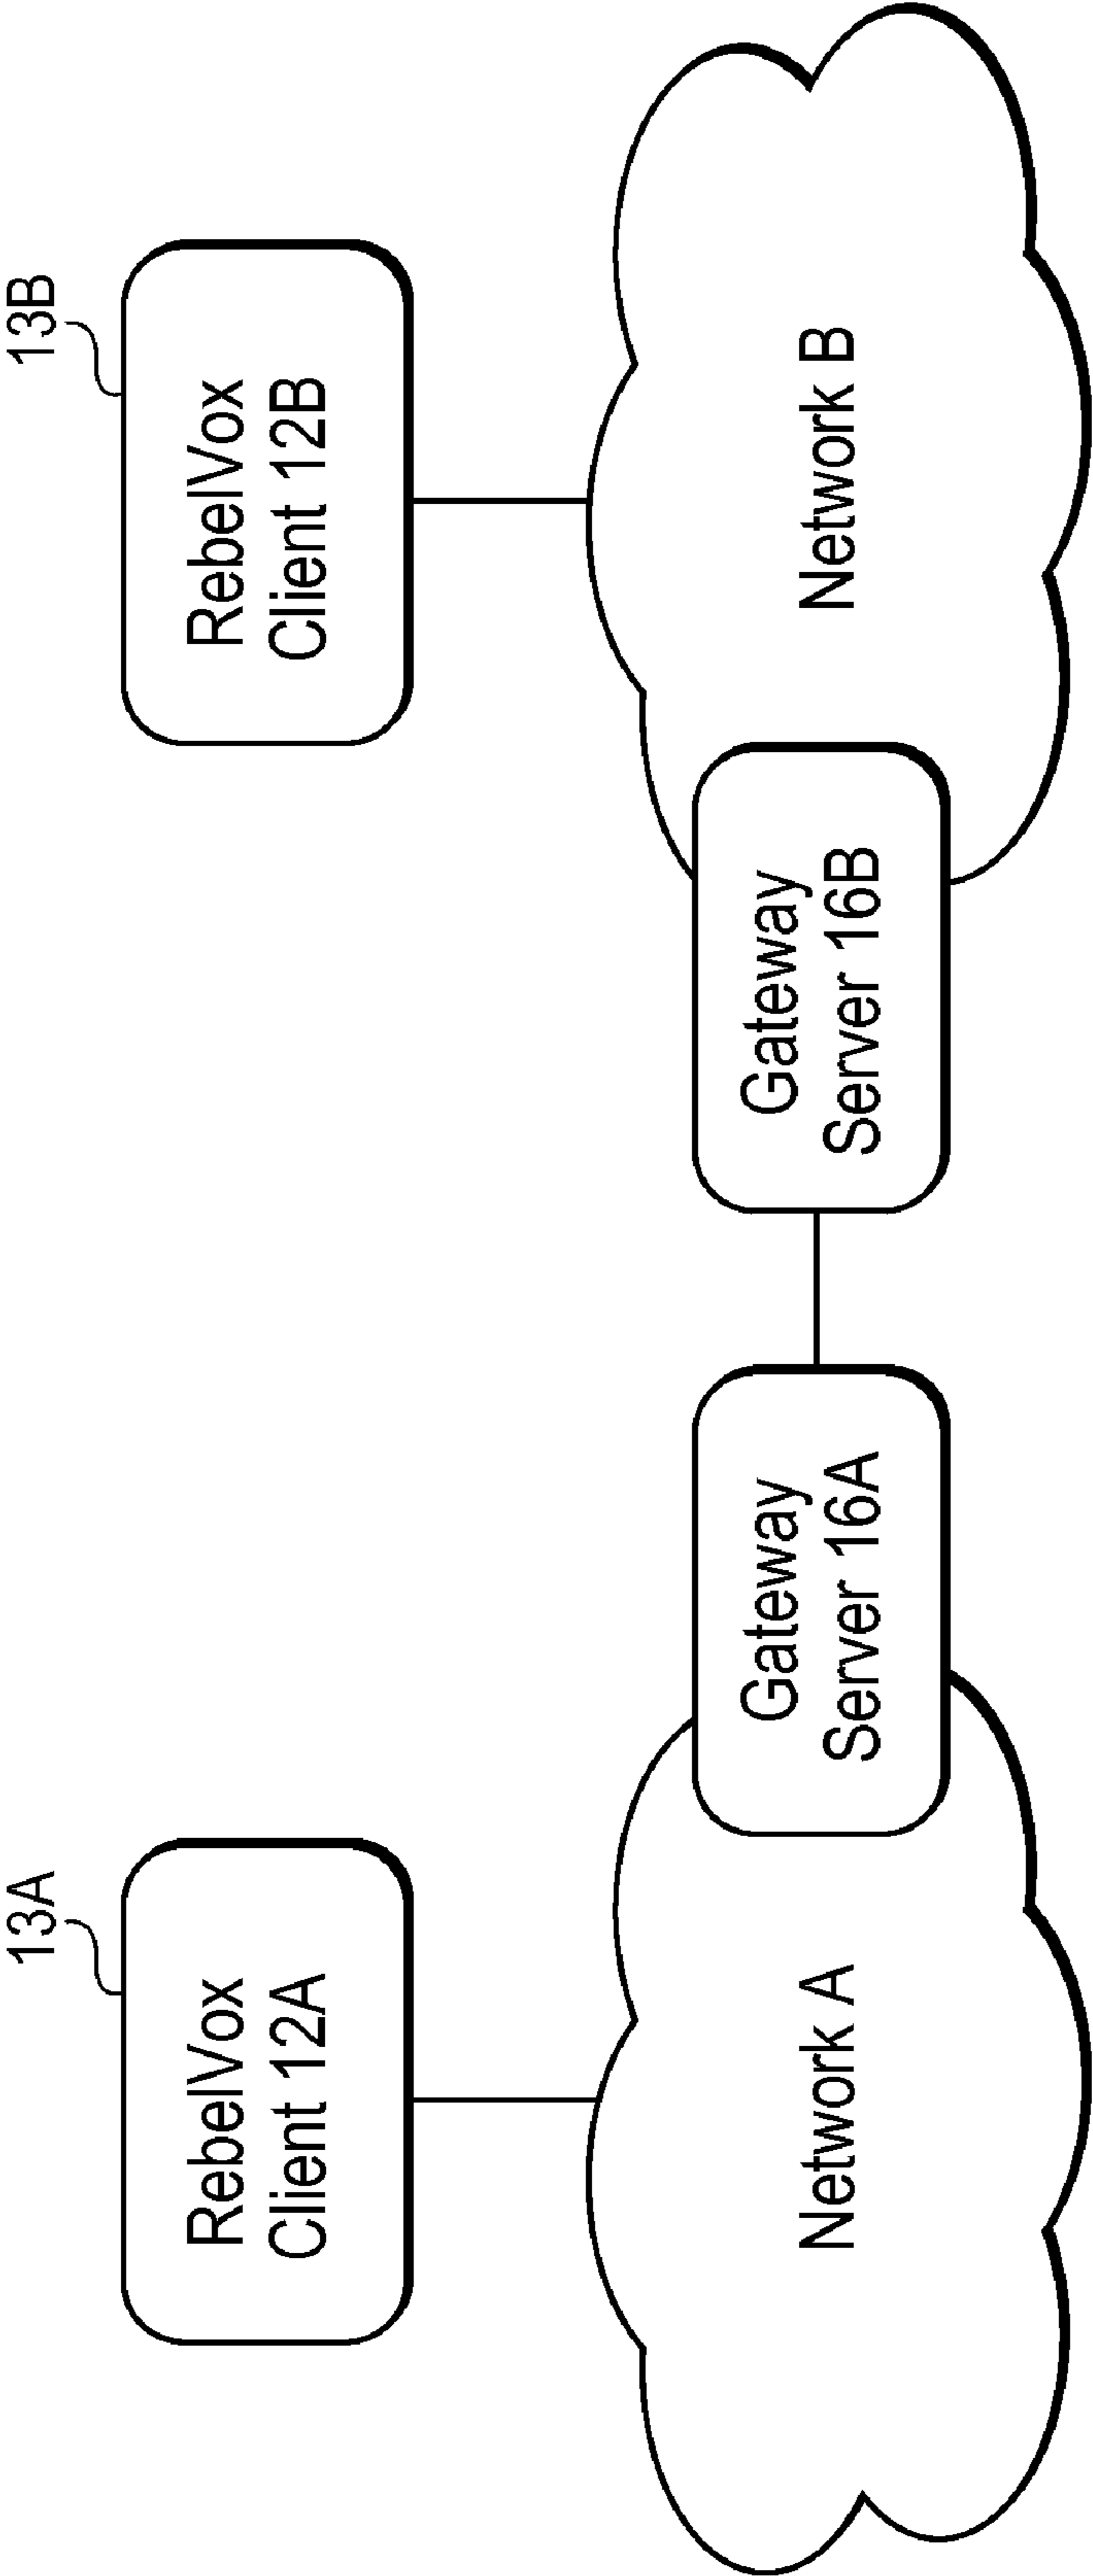 13A
13B
RebelVox
Client 12A
RebelVox
Client 12B
Gateway
Server 16A
Gateway
Server 16B
Network A
Network B